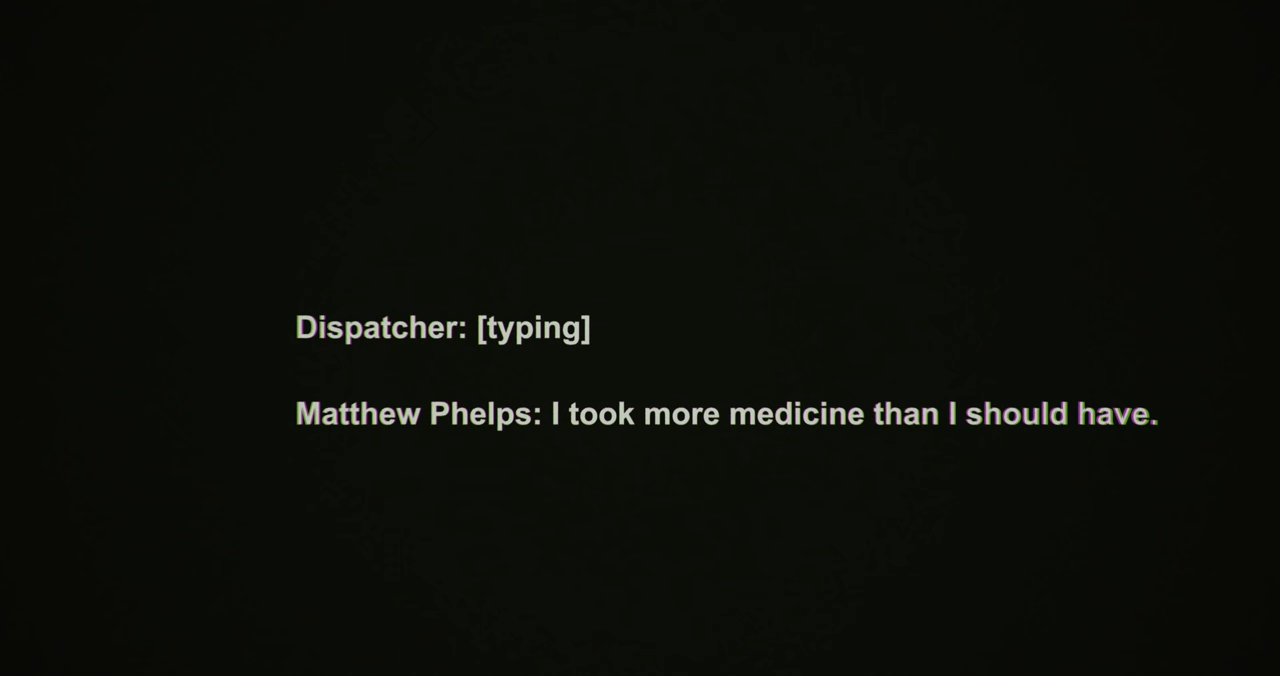 Dispatcher: [typing]
Matthew Phelps: I took more medicine than I should have.